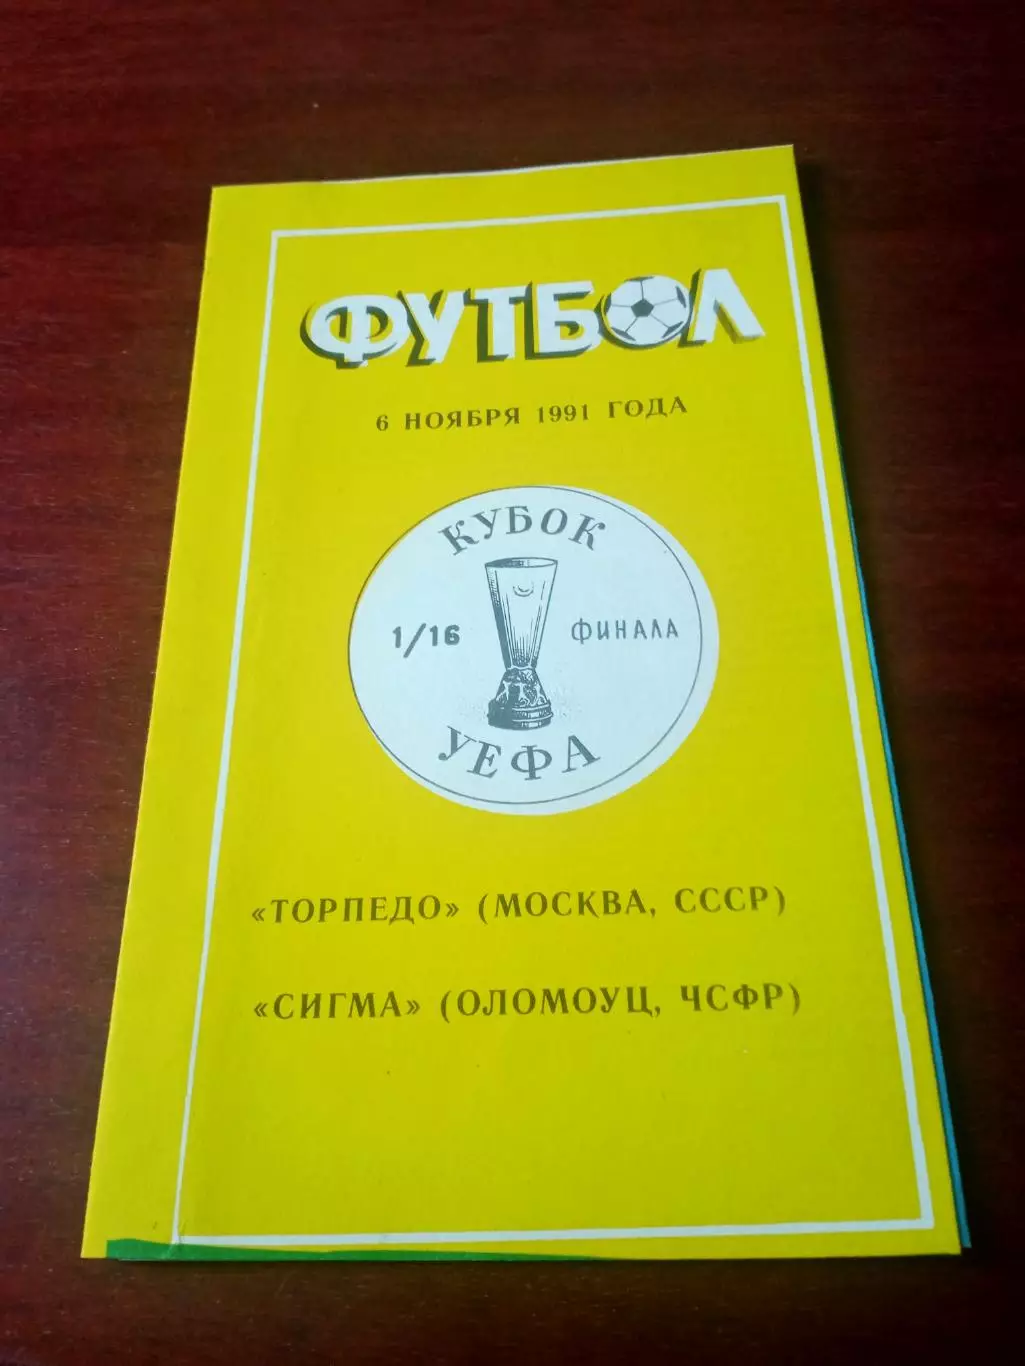 ФУТБОЛ
6 НОЯБРЯ 1991 ГОДА
КУБОК
1/16 ФИНАЛА
УЕФА
«ТОРПЕДО» (МОСКВА, СССР)
«СИГМА» (ОЛОМОУЦ, ЧСФР)